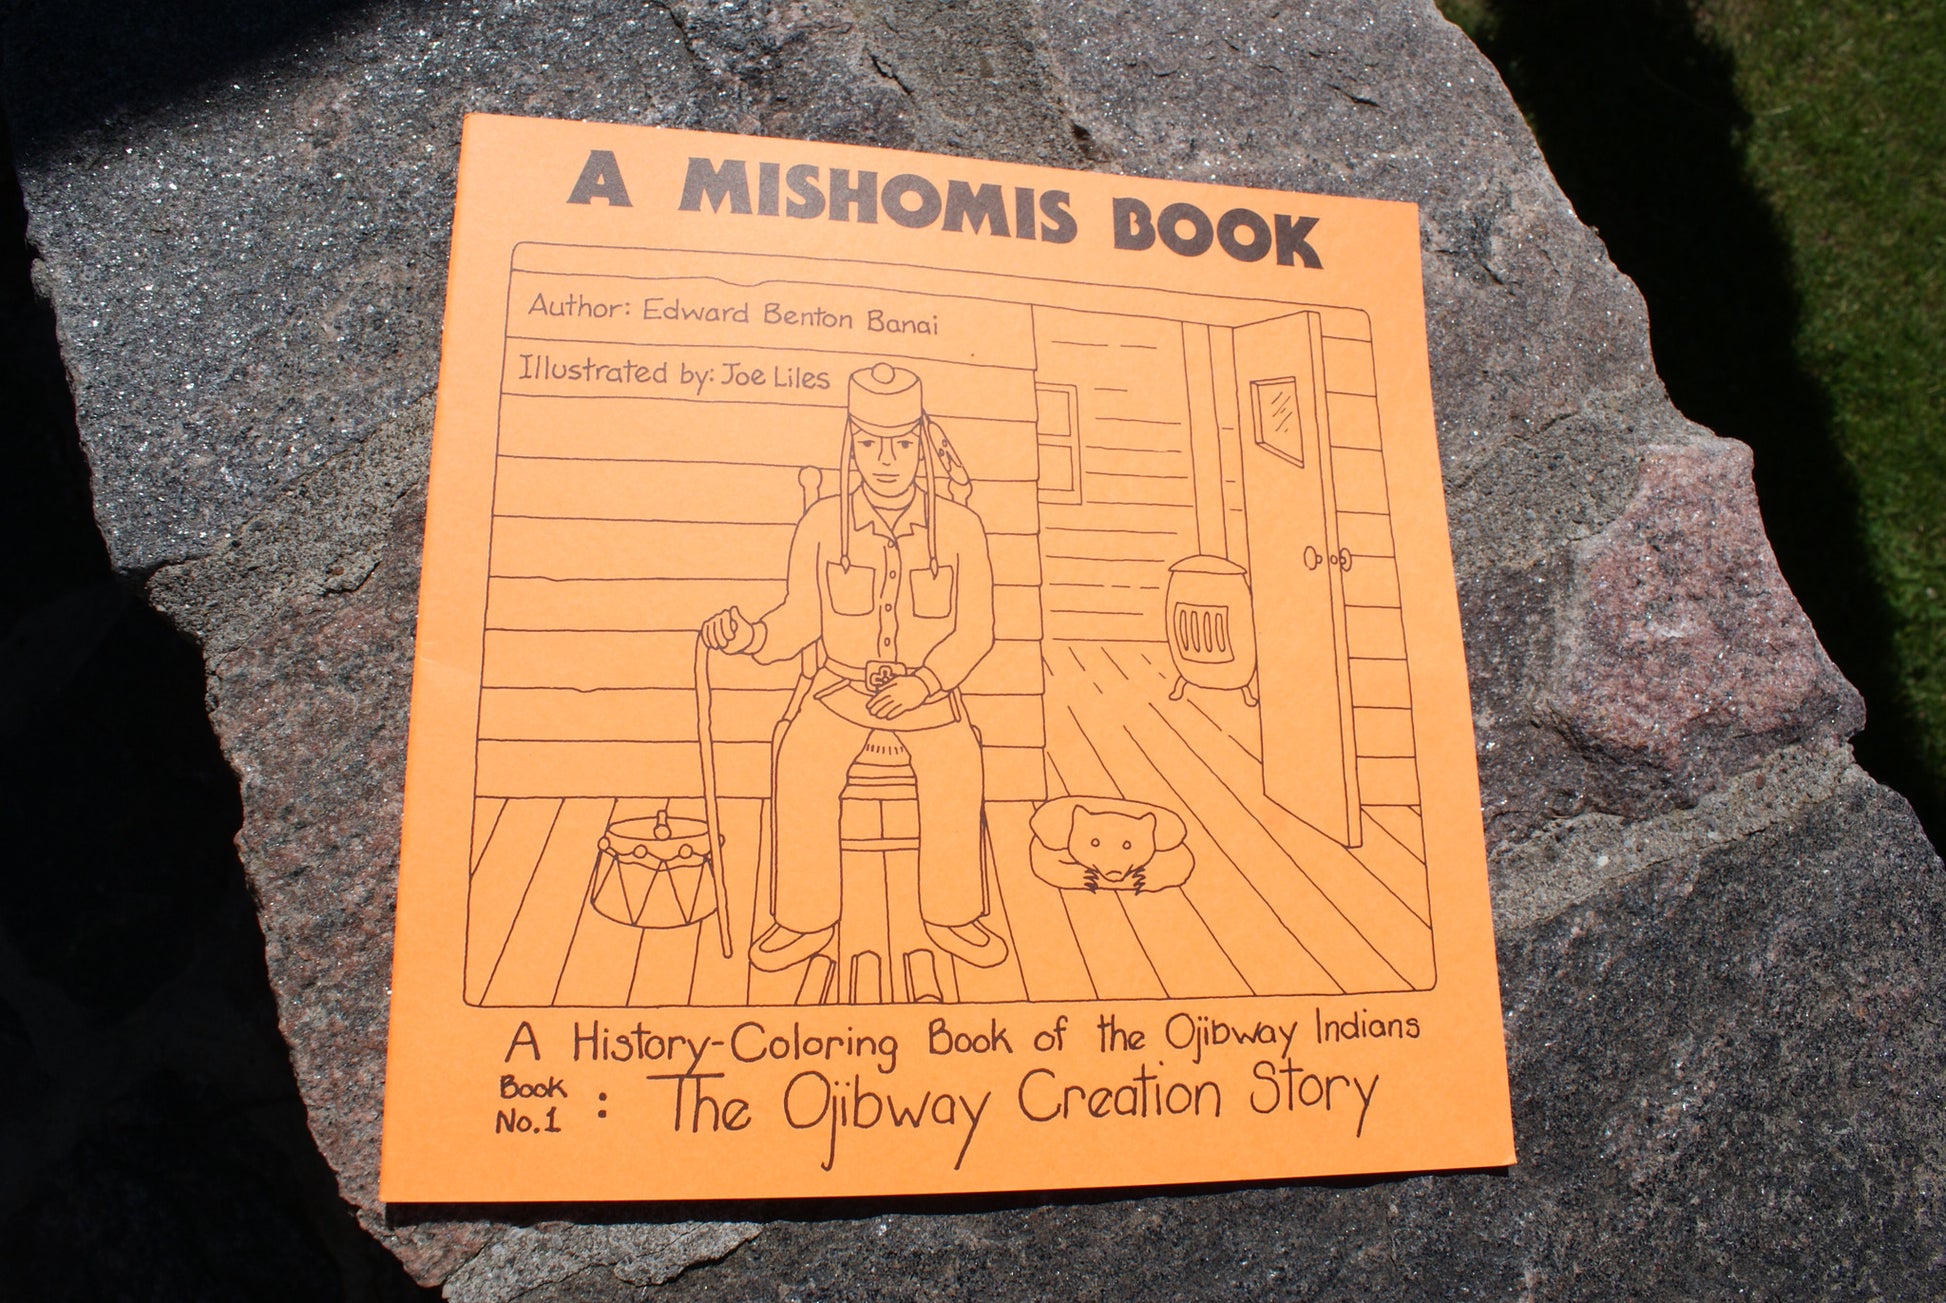 A MISHOMIS BOOK
Author: Edward Benton Banai
Illustrated by: Joe Liles
A History-Coloring Book of the Ojibway Indians
Book No.1 : The Ojibway Creation Story